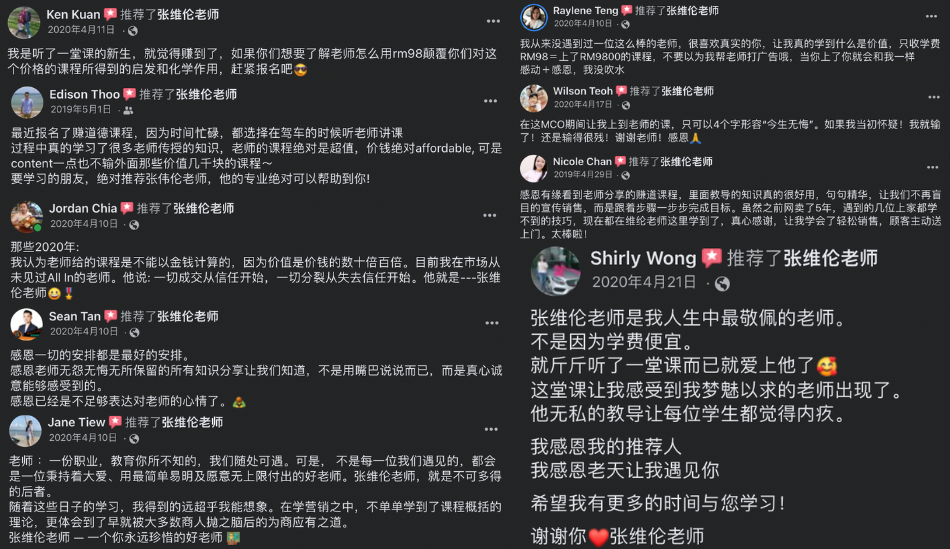 Ken Kuan 推荐了张维伦老师
2020年4月11日
我是听了一堂课的新生，就觉得赚到了，如果你们想要了解老师怎么用rm98颠覆你们对这
个价格的课程所得到的启发和化学作用，赶紧报名吧😎
Edison Thoo 推荐了张维伦老师
2019年5月1日
最近报名了赚道德课程，因为时间忙碌，都选择在驾车的时候听老师讲课
过程中真的学习了很多老师传授的知识，老师的课程绝对是超值，价钱绝对affordable, 可是
content一点也不输外面那些价值几千块的课程～
要学习的朋友，绝对推荐张伟伦老师，他的专业绝对可以帮助到你!
Jordan Chia 推荐了张维伦老师
2020年4月10日
那些2020年:
我认为老师给的课程是不能以金钱计算的，因为价值是价钱的数十倍百倍。目前我在市场从
未见过All In的老师。他说: 一切成交从信任开始，一切分裂从失去信任开始。他就是---张维
伦老师😀🎖️
Sean Tan 推荐了张维伦老师
2020年4月10日
感恩一切的安排都是最好的安排。
感恩老师无怨无悔无所保留的所有知识分享让我们知道，不是用嘴巴说说而已，而是真心诚
意能够感受到的。
感恩已经是不足够表达对老师的心情了。🙇
Jane Tiew 推荐了张维伦老师
2020年4月10日
老师： 一份职业，教育你所不知的，我们随处可遇。可是， 不是每一位我们遇见的，都会
是一位秉持着大爱、用最简单易明及愿意无上限付出的好老师。张维伦老师，就是不可多得
的后者。
随着这些日子的学习，我得到的远超乎我能想象。在学营销之中，不单单学到了课程概括的
理论，更体会到了早就被大多数商人抛之脑后的为商应有之道。
张维伦老师 — 一个你永远珍惜的好老师 👨‍🏫
Raylene Teng 推荐了张维伦老师
2020年4月10日
我从来没遇到过一位这么棒的老师，很喜欢真实的你，让我真的学到什么是价值，只收学费
RM98＝上了RM9800的课程，不要以为我帮老师打广告哦，当你上了你就会和我一样
感动＋感恩，我没吹水
Wilson Teoh 推荐了张维伦老师
2020年4月17日
在这MCO期间让我上到老师的课，只可以4个字形容“今生无悔”。如果我当初怀疑！我就输
了！还是输得很残！谢谢老师！感恩🙏
Nicole Chan 推荐了张维伦老师
2019年4月29日
感恩有缘看到老师分享的赚道课程，里面教导的知识真的很好用，句句精华，让我们不再盲
目的宣传销售，而是跟着步骤一步步完成目标。虽然之前网卖了5年，遇到的几位上家都学
不到的技巧，现在都在维纶老师这里学到了，真心感谢，让我学会了轻松销售，顾客主动送
上门。太棒啦！
Shirly Wong 推荐了张维伦老师
2020年4月21日
张维伦老师是我人生中最敬佩的老师。
不是因为学费便宜。
就斤斤听了一堂课而已就爱上他了🥰
这堂课让我感受到我梦魅以求的老师出现了。
他无私的教导让每位学生都觉得内疚。
我感恩我的推荐人
我感恩老天让我遇见你
希望我有更多的时间与您学习！
谢谢你❤️张维伦老师